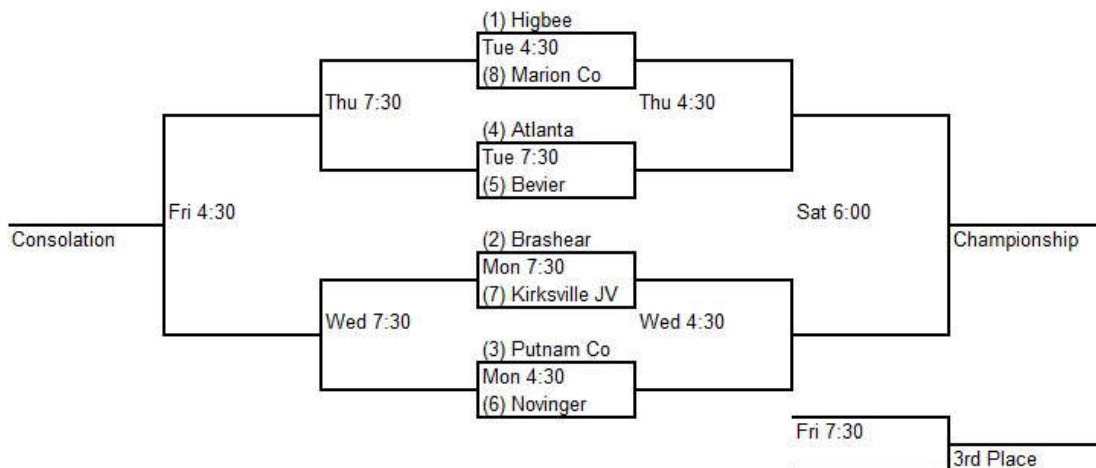 (1) Higbee
Tue 4:30
(8) Marion Co
Thu 7:30
Thu 4:30
(4) Atlanta
Tue 7:30
(5) Bevier
Fri 4:30
Sat 6:00
Consolation
Championship
(2) Brashear
Mon 7:30
(7) Kirksville JV
Wed 7:30
Wed 4:30
(3) Putnam Co
Mon 4:30
(6) Novinger
Fri 7:30
3rd Place